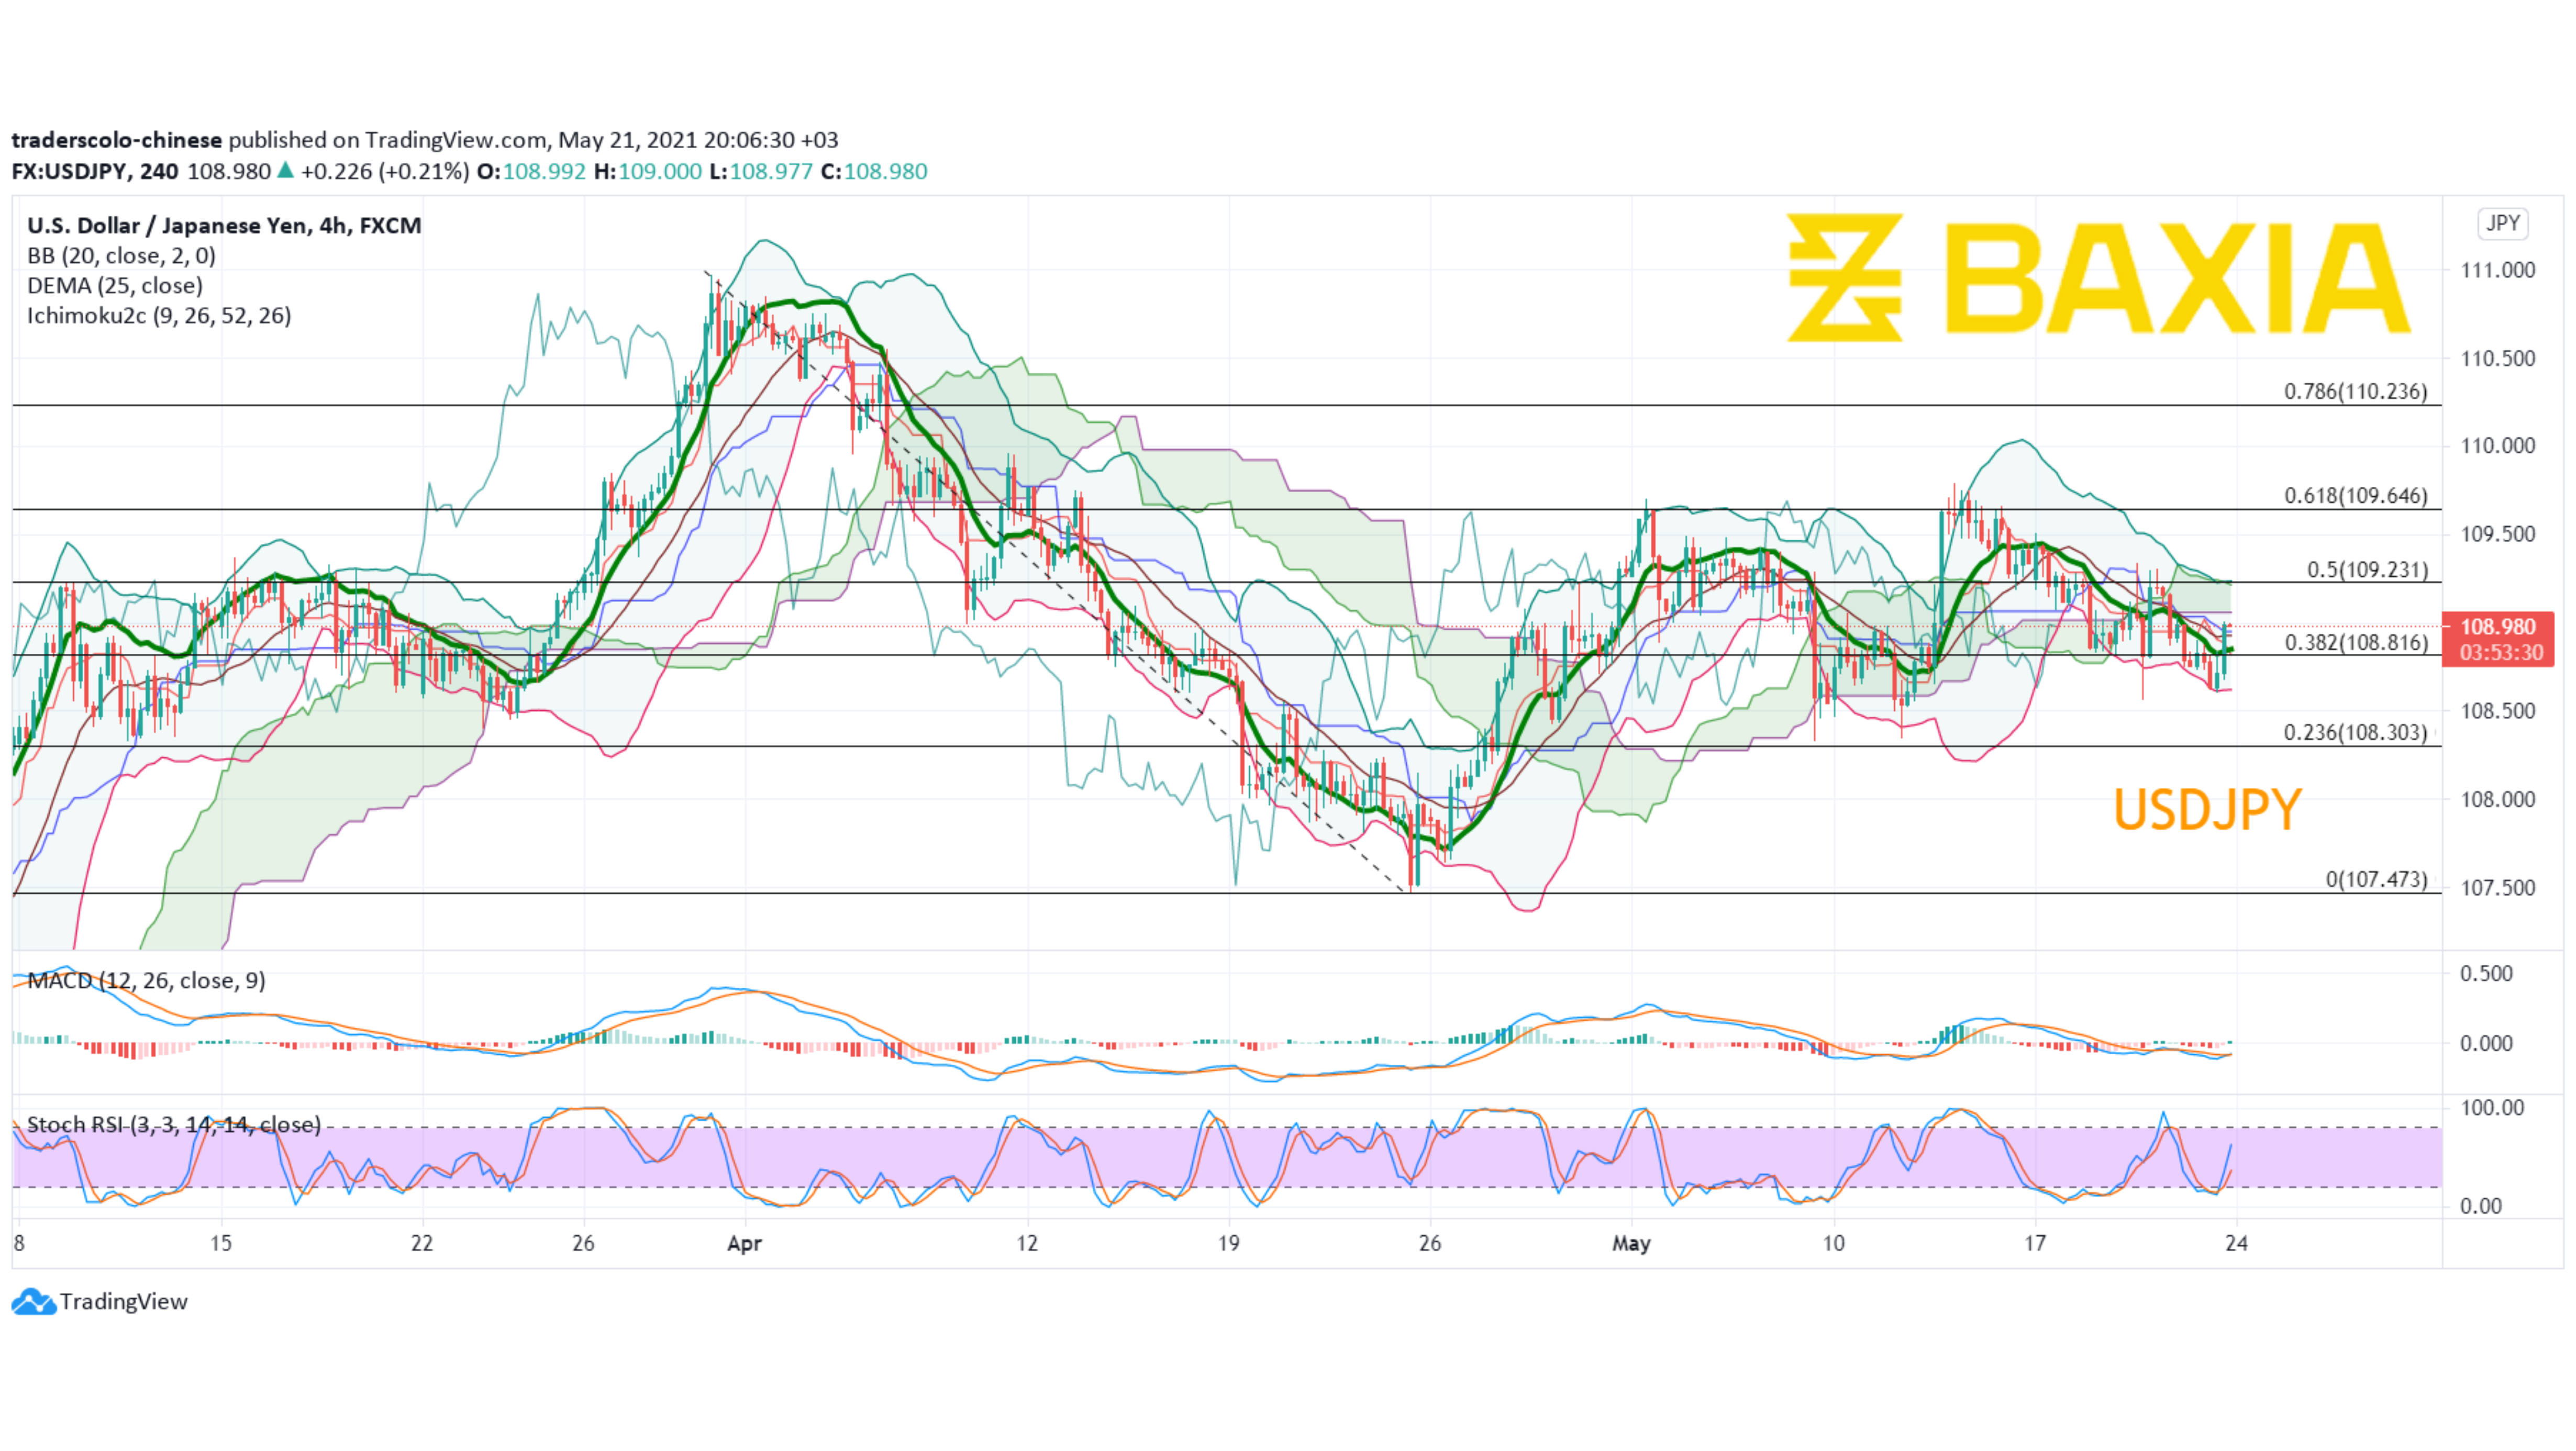 traderscolo-chinese published on TradingView.com, May 21, 2021 20:06:30 +03
FX:USDJPY, 240 108.980 ▲ +0.226 (+0.21%) O:108.992 H:109.000 L:108.977 C:108.980
U.S. Dollar / Japanese Yen, 4h, FXCM
BB (20, close, 2, 0)
DEMA (25, close)
Ichimoku2c (9, 26, 52, 26)
BAXIA
JPY
111.000
110.500
0.786(110.236)
110.000
0.618(109.646)
109.500
0.5(109.231)
108.980
0.382(108.816)
03:53:30
108.500
0.236(108.303)
108.000
USDJPY
0(107.473)
107.500
MACD (12, 26, close, 9)
0.500
0.000
Stoch RSI (3, 3, 14, 14, close)
100.00
0.00
8 15 22 26 Apr 12 19 26 May 10 17 24
TradingView